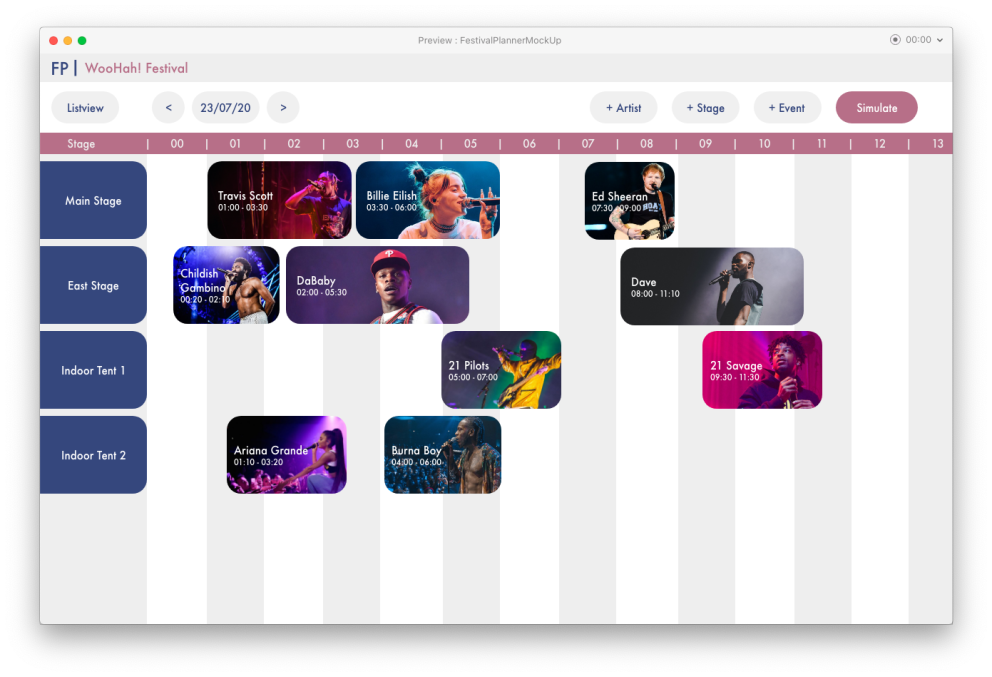 Preview : FestivalPlannerMockUp
00:00
FP | WooHah! Festival
Listview
<
23/07/20
>
+ Artist
+ Stage
+ Event
Simulate
Stage | 00 | 01 | 02 | 03 | 04 | 05 | 06 | 07 | 08 | 09 | 10 | 11 | 12 | 13
Main Stage
Travis Scott
01:00 - 03:30
Billie Eilish
03:30 - 06:00
Ed Sheeran
07:30 - 09:00
East Stage
Childish
Gambino
00:20 - 02:10
DaBaby
02:00 - 05:30
Dave
08:00 - 11:10
Indoor Tent 1
21 Pilots
05:00 - 07:00
21 Savage
09:30 - 11:30
Indoor Tent 2
Ariana Grande
01:10 - 03:20
Burna Boy
04:00 - 06:00